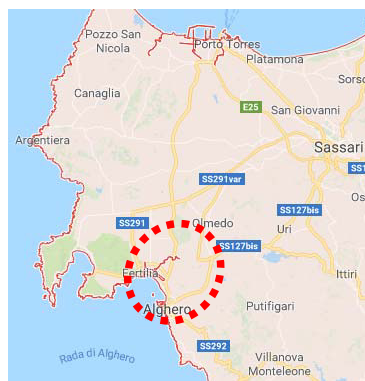 Pozzo San
Nicola
Porto Torres
Platamona
Canaglia
Sorso
E25
San Giovanni
Argentiera
Sassari
SS291var
SS127bis
SS291
Olmedo
Uri
SS127bis
Fertilia
Ittiri
Alghero
Putifigari
SS292
Rada di Alghero
Villanova
Monteleone